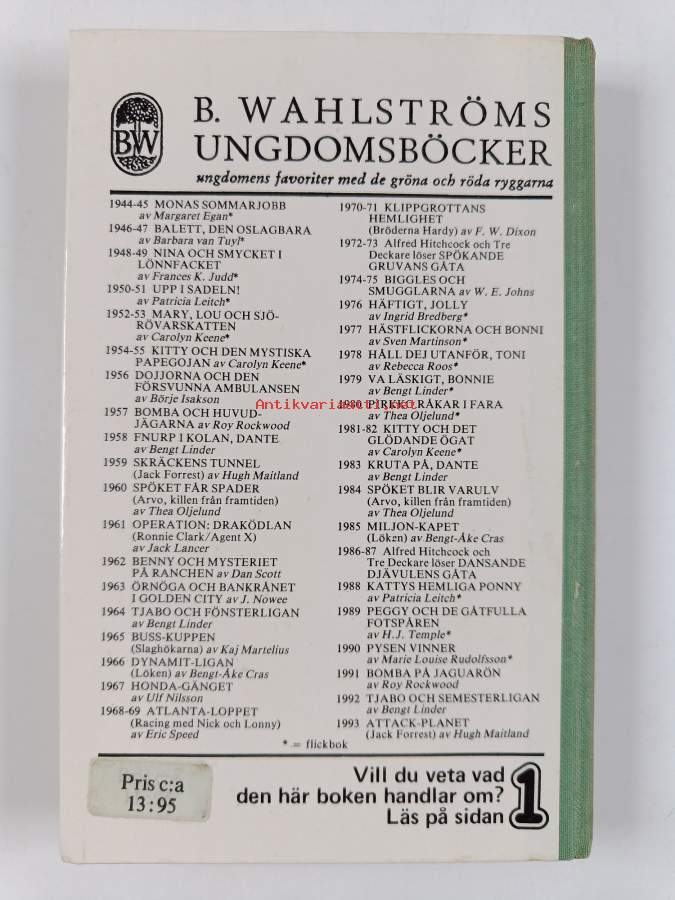 BW
B. WAHLSTRÖMS
UNGDOMSBÖCKER
ungdomens favoriter med de gröna och röda ryggarna
1944-45 MONAS SOMMARJOBB
av Margaret Egan*
1946-47 BALETT, DEN OSLAGBARA
av Barbara van Tuyl*
1948-49 NINA OCH SMYCKET I
LÖNNFACKET
av Frances K. Judd*
1950-51 UPP I SADELN!
av Patricia Leitch*
1952-53 MARY, LOU OCH SJÖ-
RÖVARSKATTEN
av Carolyn Keene*
1954-55 KITTY OCH DEN MYSTISKA
PAPEGOJAN av Carolyn Keene*
1956 DOJJORNA OCH DEN
FÖRSVUNNA AMBULANSEN
av Börje Isakson
1957 BOMBA OCH HUVUD-
JÄGARNA av Roy Rockwood
1958 FNURP I KOLAN, DANTE
av Bengt Linder
1959 SKRÄCKENS TUNNEL
(Jack Forrest) av Hugh Maitland
1960 SPÖKET FÅR SPADER
(Arvo, killen från framtiden)
av Thea Oljelund
1961 OPERATION: DRAKÖDLAN
(Ronnie Clark/Agent X)
av Jack Lancer
1962 BENNY OCH MYSTERIET
PÅ RANCHEN av Dan Scott
1963 ÖRNÖGA OCH BANKRÅNET
I GOLDEN CITY av J. Nowee
1964 TJABO OCH FÖNSTERLIGAN
av Bengt Linder
1965 BUSS-KUPPEN
(Slaghökarna) av Kaj Martelius
1966 DYNAMIT-LIGAN
(Löken) av Bengt-Åke Cras
1967 HONDA-GÄNGET
av Ulf Nilsson
1968-69 ATLANTA-LOPPET
(Racing med Nick och Lonny)
av Eric Speed
1970-71 KLIPPGROTTANS
HEMLIGHET
(Bröderna Hardy) av F. W. Dixon
1972-73 Alfred Hitchcock och Tre
Deckare löser SPÖKANDE
GRUVANS GÅTA
1974-75 BIGGLES OCH
SMUGGLARNA av W. E. Johns
1976 HÄFTIGT, JOLLY
av Ingrid Bredberg*
1977 HÄSTFLICKORNA OCH BONNI
av Sven Martinson*
1978 HÅLL DEJ UTANFÖR, TONI
av Rebecca Roos*
1979 VA LÄSKIGT, BONNIE
av Bengt Linder*
1980 PIRKKO RÅKAR I FARA
av Thea Oljelund*
1981-82 KITTY OCH DET
GLÖDANDE ÖGAT
av Carolyn Keene*
1983 KRUTA PÅ, DANTE
av Bengt Linder
1984 SPÖKET BLIR VARULV
(Arvo, killen från framtiden)
av Thea Oljelund
1985 MILJON-KAPET
(Löken) av Bengt-Åke Cras
1986-87 Alfred Hitchcock och
Tre Deckare löser DANSANDE
DJÄVULENS GÅTA
1988 KATTYS HEMLIGA PONNY
av Patricia Leitch*
1989 PEGGY OCH DE GÅTFULLA
FOTSPÅREN
av H.J. Temple*
1990 PYSEN VINNER
av Marie Louise Rudolfsson*
1991 BOMBA PÅ JAGUARÖN
av Roy Rockwood
1992 TJABO OCH SEMESTERLIGAN
av Bengt Linder
1993 ATTACK-PLANET
(Jack Forrest) av Hugh Maitland
* = flickbok
Antikvariaatti.net
Pris c:a
13:95
Vill du veta vad
den här boken handlar om?
Läs på sidan 1